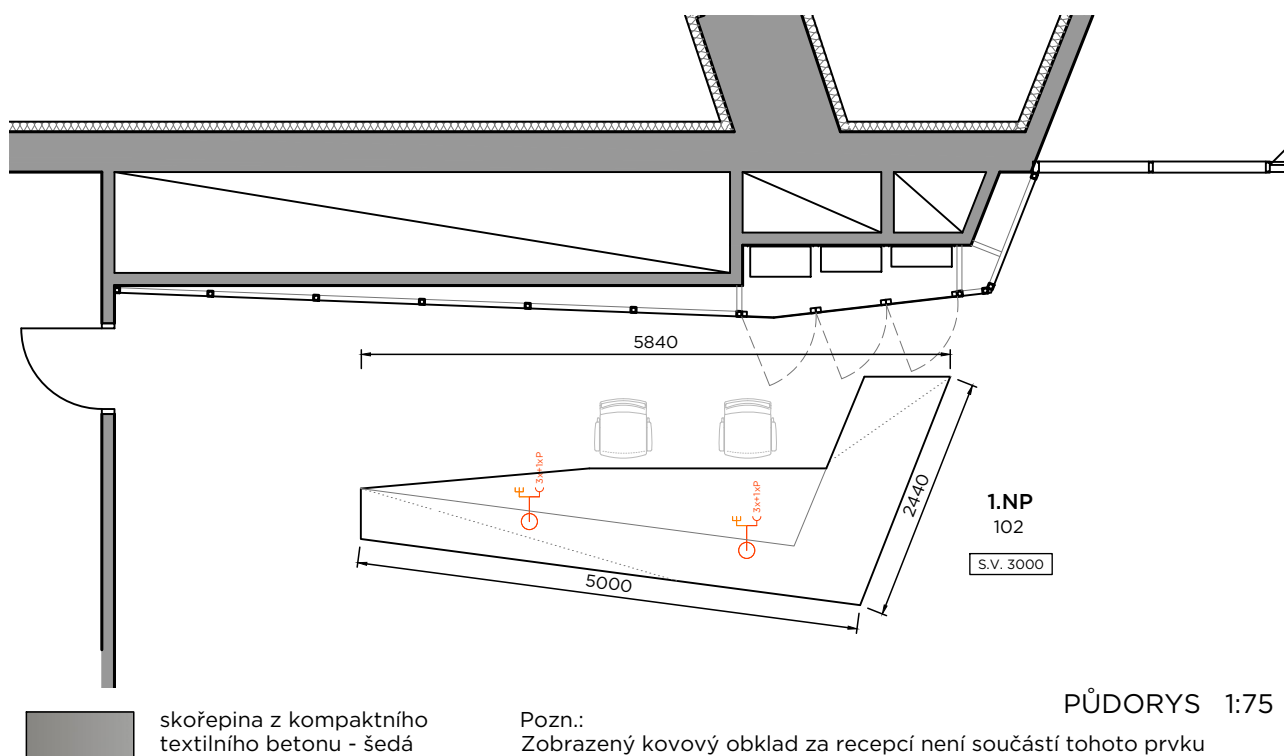 5840
3x+1xP
3x+1xP
2440
1.NP
102
S.V. 3000
5000
PŮDORYS 1:75
skořepina z kompaktního
textilního betonu - šedá
Pozn.:
Zobrazený kovový obklad za recepcí není součástí tohoto prvku